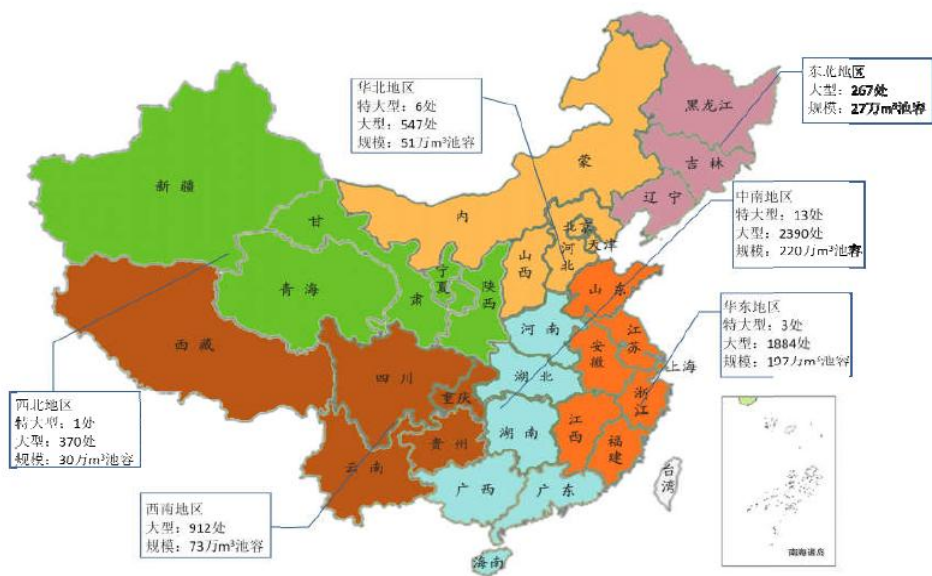 东北地区
大型：267处
规模：27万m³池容
华北地区
特大型：6处
大型：547处
规模：51万m³池容
黑龙江
吉林
辽宁
蒙
内
新疆
甘
北京
天津
河北
山西
中南地区
特大型：13处
大型：2390处
规模：220万m³池容
宁夏
陕西
青海
肃
山东
西藏
河南
江苏
安徽
华东地区
特大型：3处
大型：1884处
规模：197万m³池容
上海
四川
湖北
重庆
浙江
西北地区
特大型：1处
大型：370处
规模：30万m³池容
江西
湖南
贵州
福建
云南
台湾
广西
广东
西南地区
大型：912处
规模：73万m³池容
海南
南海诸岛